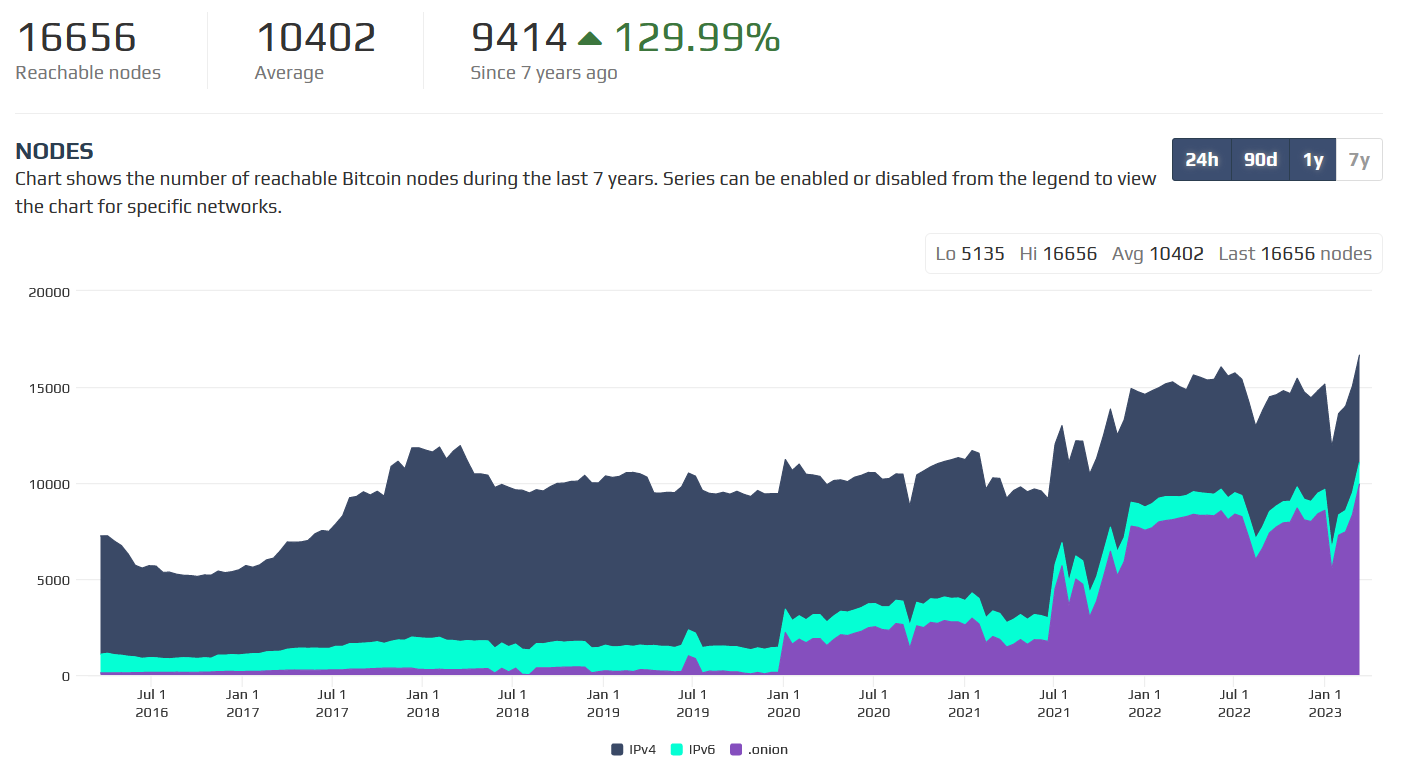 16656
Reachable nodes
10402
Average
9414 129.99%
Since 7 years ago
NODES
24h 90d 1y 7y
Chart shows the number of reachable Bitcoin nodes during the last 7 years. Series can be enabled or disabled from the legend to view
the chart for specific networks.
Lo 5135 Hi 16656 Avg 10402 Last 16656 nodes
20000
15000
10000
5000
0
Jul 1 2016
Jan 1 2017
Jul 1 2017
Jan 1 2018
Jul 1 2018
Jan 1 2019
Jul 1 2019
Jan 1 2020
Jul 1 2020
Jan 1 2021
Jul 1 2021
Jan 1 2022
Jul 1 2022
Jan 1 2023
IPv4 IPv6 .onion